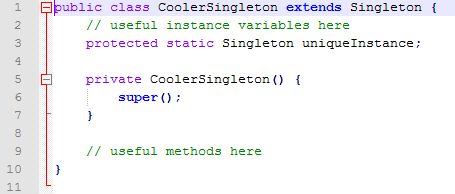 1 public class CoolerSingleton extends Singleton {
2 // useful instance variables here
3 protected static Singleton uniqueInstance;
4
5 private CoolerSingleton() {
6 super();
7 }
8
9 // useful methods here
10 }
11